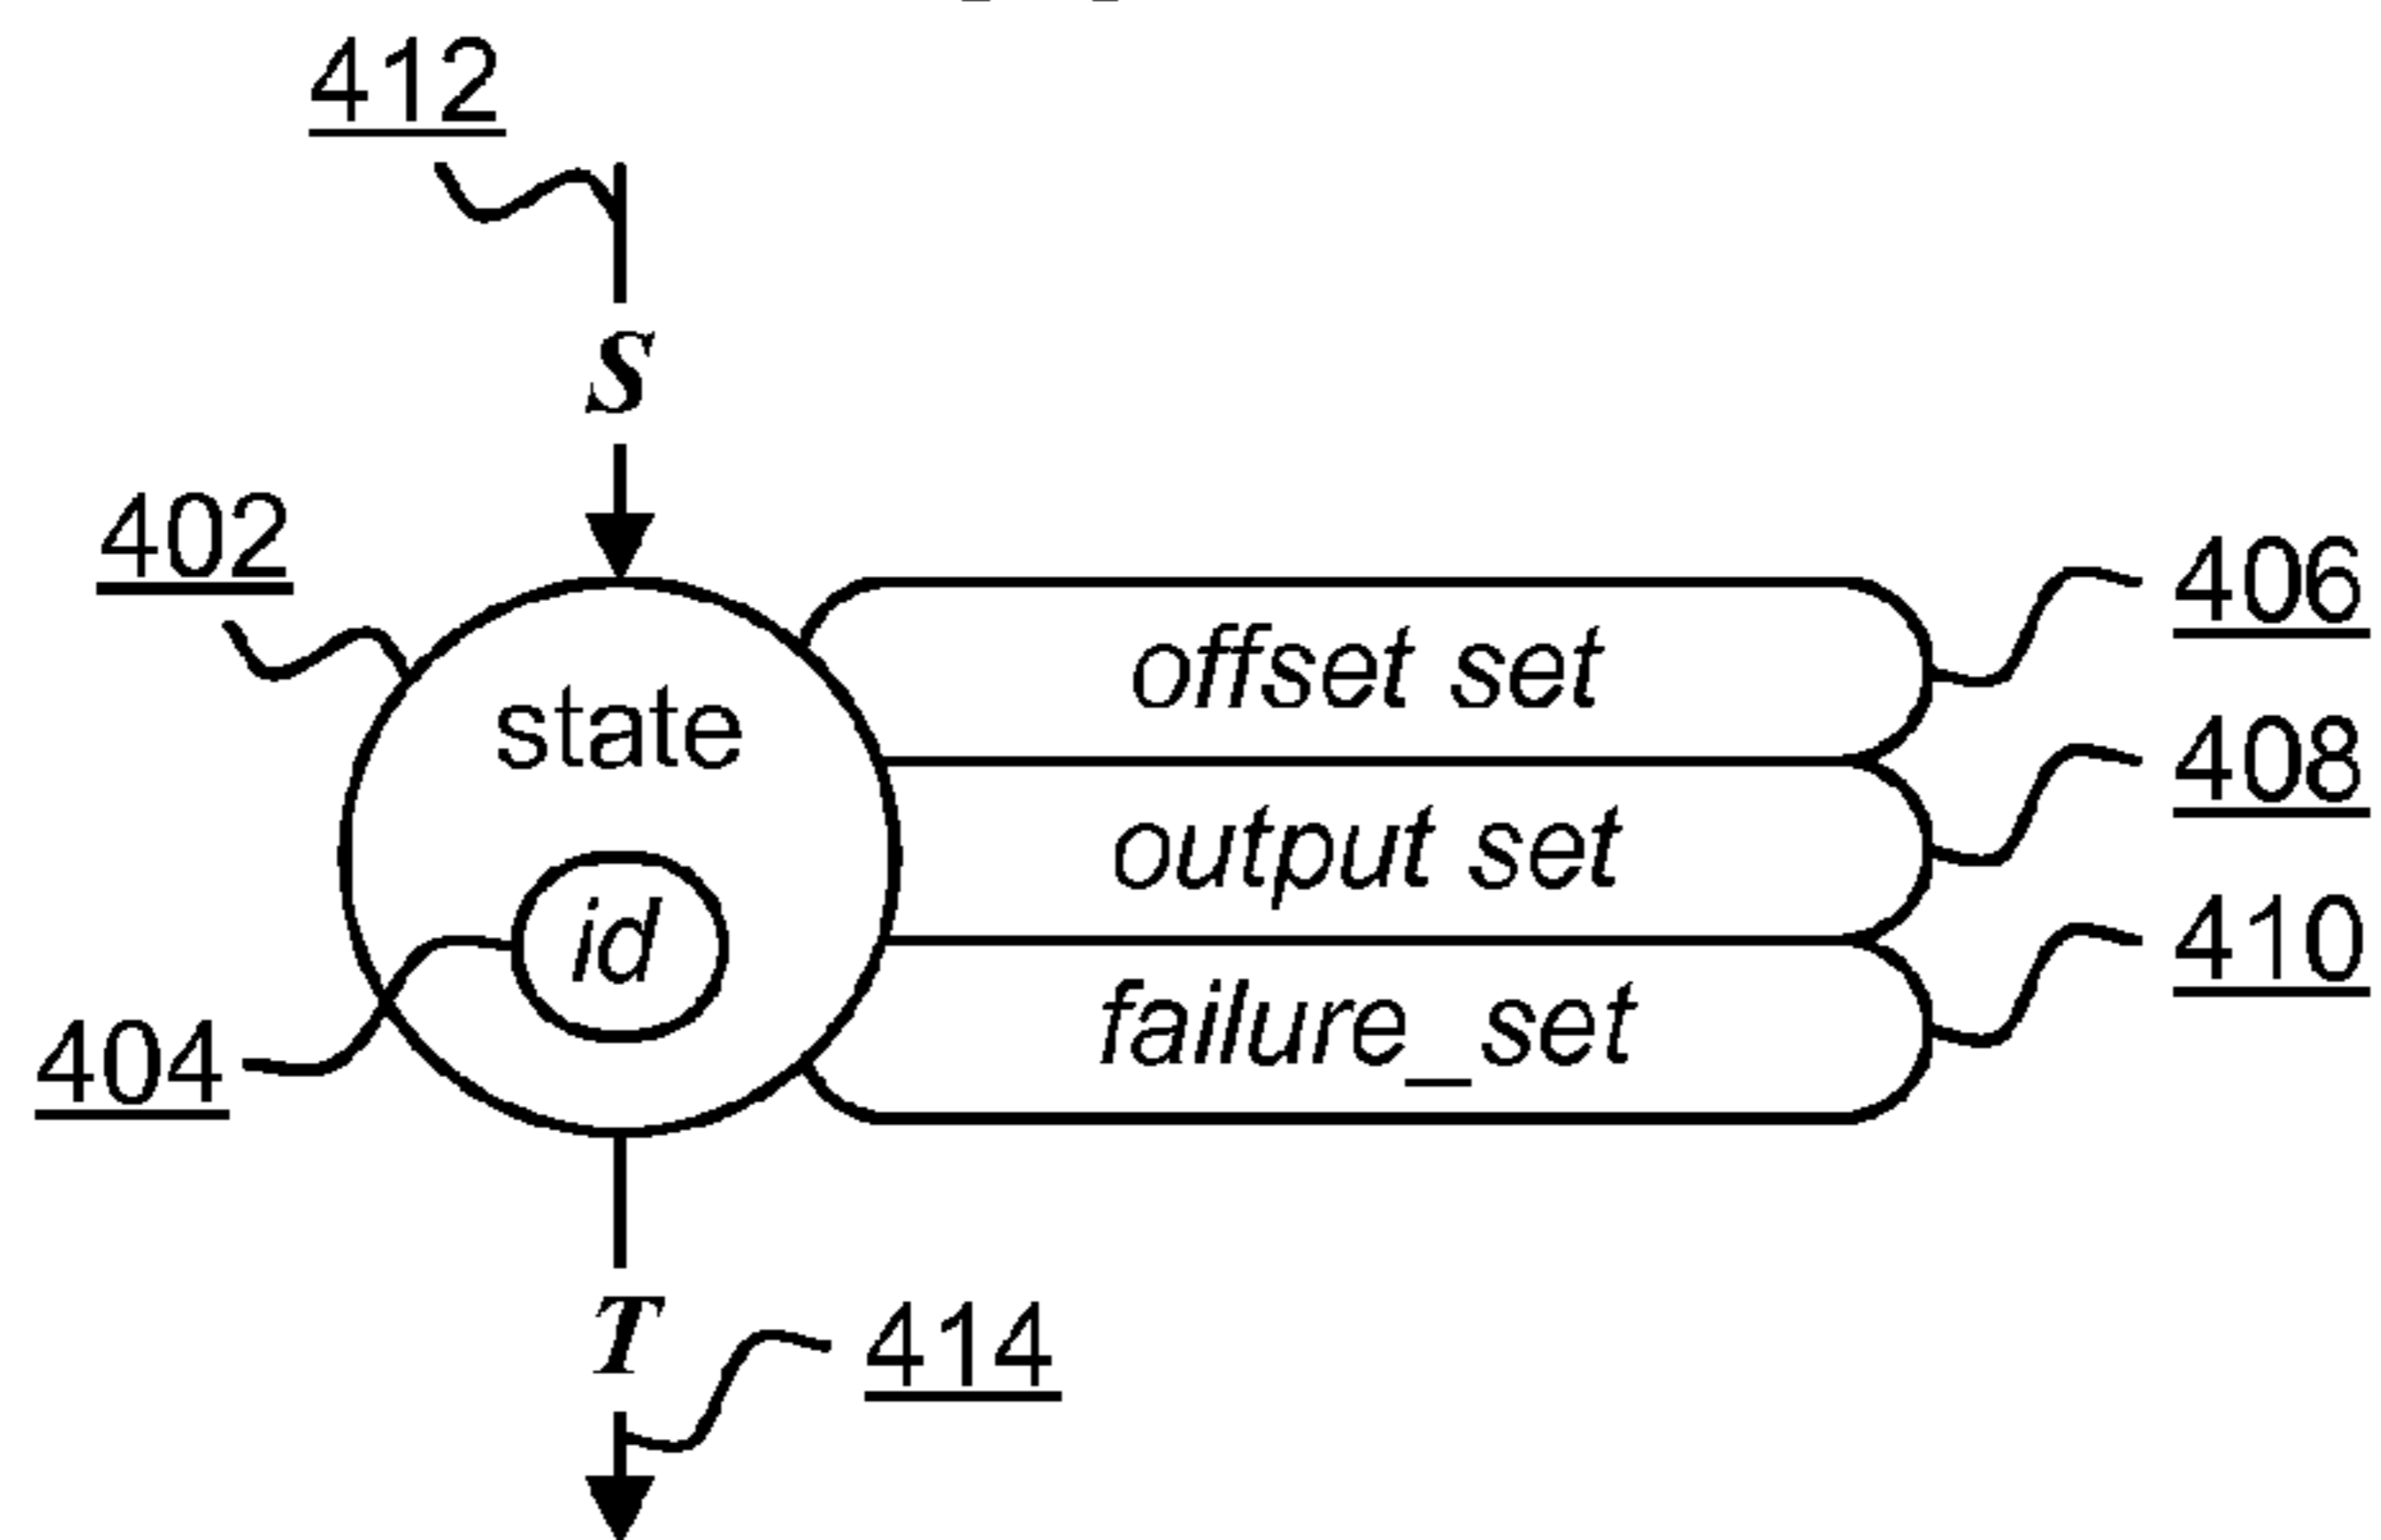 412
S
402
406
offset set
state
408
output set
410
id
failure_set
404
T
414